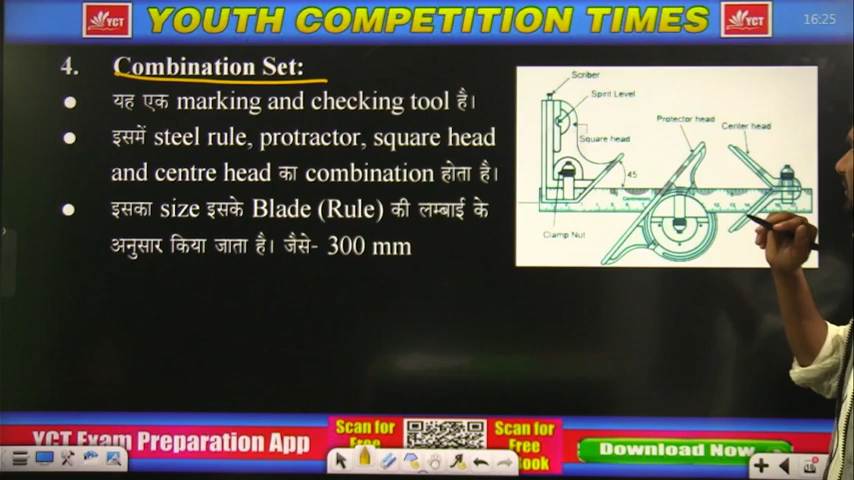 YCT
YOUTH COMPETITION TIMES
YCT
16:25
4. Combination Set:
● यह एक marking and checking tool है।
● इसमें steel rule, protractor, square head
and centre head का combination होता है।
● इसका size इसके Blade (Rule) की लम्बाई के
अनुसार किया जाता है। जैसे- 300 mm
Scriber
Spirit Level
Square head
Protector head
Center head
45
Clamp Nut
YCT Exam Preparation App
Scan for
Free
Scan for
Free
Book
Download Now